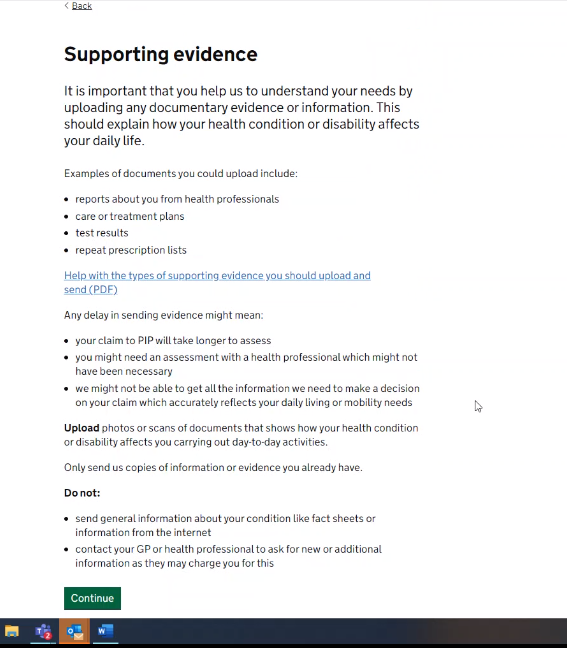 Back
Supporting evidence
It is important that you help us to understand your needs by
uploading any documentary evidence or information. This
should explain how your health condition or disability affects
your daily life.
Examples of documents you could upload include:
• reports about you from health professionals
• care or treatment plans
• test results
• repeat prescription lists
Help with the types of supporting evidence you should upload and
send (PDF)
Any delay in sending evidence might mean:
• your claim to PIP will take longer to assess
• you might need an assessment with a health professional which might not
have been necessary
• we might not be able to get all the information we need to make a decision
on your claim which accurately reflects your daily living or mobility needs
Upload photos or scans of documents that shows how your health condition
or disability affects you carrying out day-to-day activities.
Only send us copies of information or evidence you already have.
Do not:
• send general information about your condition like fact sheets or
information from the internet
• contact your GP or health professional to ask for new or additional
information as they may charge you for this
Continue